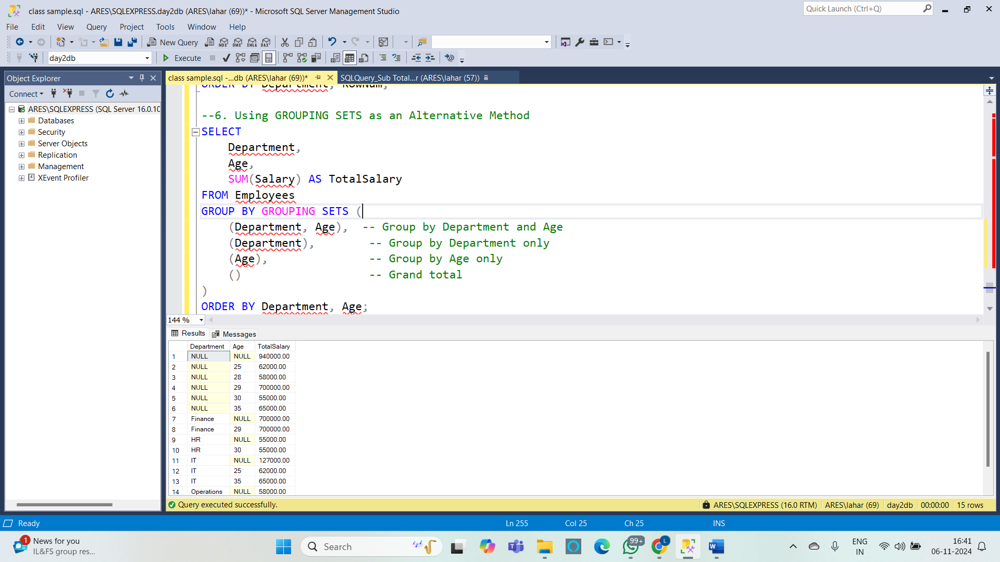 class sample.sql - ARES\SQLEXPRESS.day2db (ARES\lahar (69))* - Microsoft SQL Server Management Studio
Quick Launch (Ctrl+Q)
File Edit View Query Project Tools Window Help
New Query MDX DMX XMLA DAX
day2db Execute
Object Explorer
Connect
ARES\SQLEXPRESS (SQL Server 16.0.10
Databases
Security
Server Objects
Replication
Management
XEvent Profiler
class sample.sql -...db (ARES\lahar (69))*
SQLQuery_Sub Total...r (ARES\lahar (57))
ORDER BY Department, RowNum;
--6. Using GROUPING SETS as an Alternative Method
SELECT
Department,
Age,
SUM(Salary) AS TotalSalary
FROM Employees
GROUP BY GROUPING SETS (
(Department, Age), -- Group by Department and Age
(Department), -- Group by Department only
(Age), -- Group by Age only
() -- Grand total
)
ORDER BY Department, Age;
144 %
Results Messages
Department Age TotalSalary
1 NULL NULL 940000.00
2 NULL 25 62000.00
3 NULL 28 58000.00
4 NULL 29 700000.00
5 NULL 30 55000.00
6 NULL 35 65000.00
7 Finance NULL 700000.00
8 Finance 29 700000.00
9 HR NULL 55000.00
10 HR 30 55000.00
11 IT NULL 127000.00
12 IT 25 62000.00
13 IT 35 65000.00
14 Operations NULL 58000.00
Query executed successfully.
ARES\SQLEXPRESS (16.0 RTM) ARES\lahar (69) day2db 00:00:00 15 rows
Ready Ln 255 Col 25 Ch 25 INS
1 News for you
IL&FS group res...
Search
99+
L
ENG
IN
16:41
06-11-2024